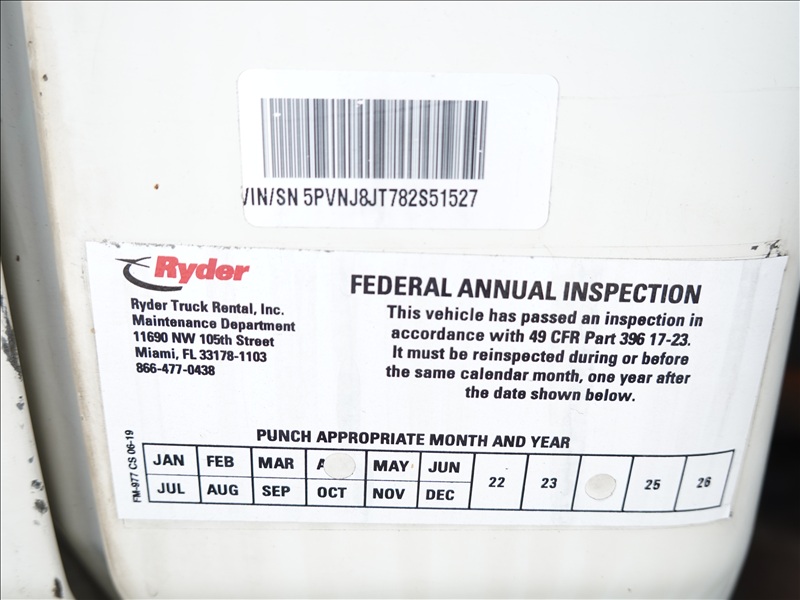 VIN/SN 5PVNJ8JT782S51527
Ryder
Ryder Truck Rental, Inc.
Maintenance Department
11690 NW 105th Street
Miami, FL 33178-1103
866-477-0438
FEDERAL ANNUAL INSPECTION
This vehicle has passed an inspection in
accordance with 49 CFR Part 396 17-23.
It must be reinspected during or before
the same calendar month, one year after
the date shown below.
FM-977 CS 06-19
PUNCH APPROPRIATE MONTH AND YEAR
JAN FEB MAR MAY JUN
JUL AUG SEP OCT NOV DEC
22 23 25 26